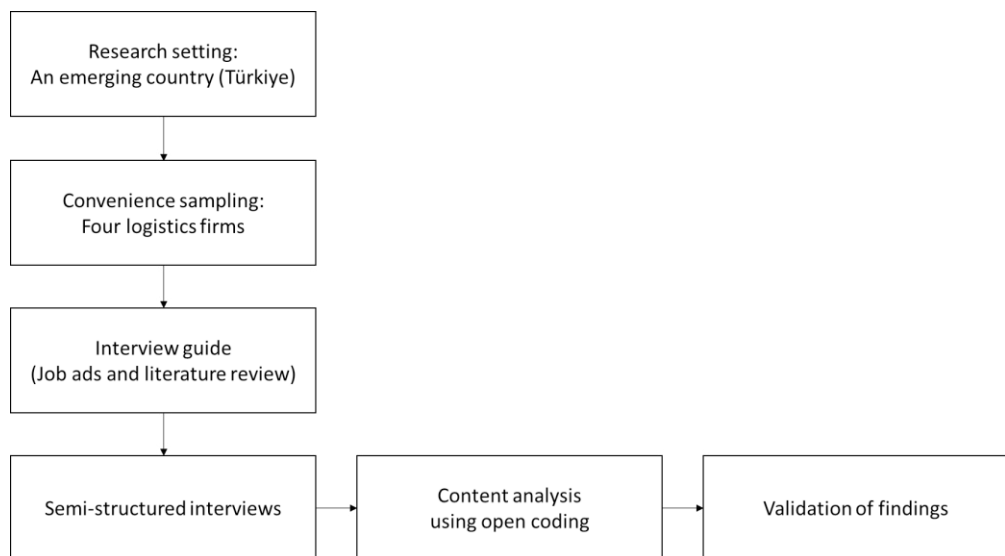 Research setting:
An emerging country (Türkiye)
Convenience sampling:
Four logistics firms
Interview guide
(Job ads and literature review)
Semi-structured interviews
Content analysis
using open coding
Validation of findings